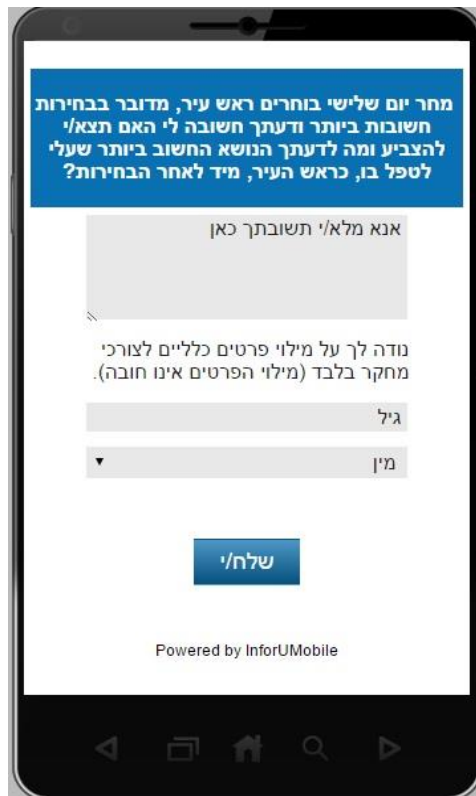 מחר יום שלישי בוחרים ראש עיר, מדובר בבחירות
חשובות ביותר ודעתך חשובה לי האם תצא/י
להצביע ומה לדעתך הנושא החשוב ביותר שעלי
לטפל בו, כראש העיר, מיד לאחר הבחירות?
אנא מלא/י תשובתך כאן
נודה לך על מילוי פרטים כלליים לצורכי
מחקר בלבד (מילוי הפרטים אינו חובה).
גיל
מין
שלח/י
Powered by InforUMobile